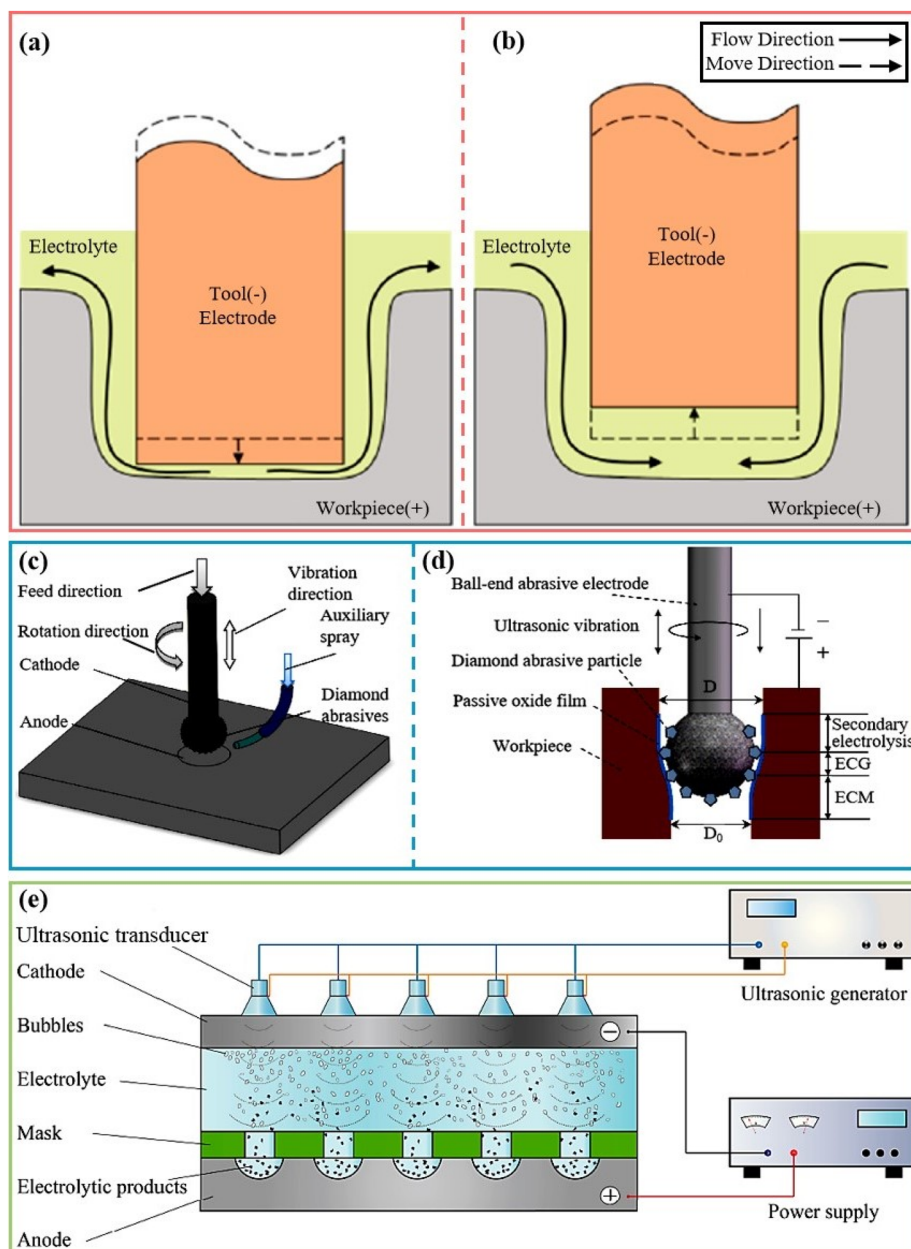 (a)
(b)
Flow Direction
Move Direction
Electrolyte
Tool(-)
Electrode
Workpiece(+)
Electrolyte
Tool(-)
Electrode
Workpiece(+)
(c)
Feed direction
Vibration
direction
Rotation direction
Auxiliary
spray
Cathode
Diamond
abrasives
Anode
(d)
Ball-end abrasive electrode
Ultrasonic vibration
Diamond abrasive particle
Passive oxide film
Workpiece
−
+
D
Secondary
electrolysis
ECG
ECM
D₀
(e)
Ultrasonic transducer
Cathode
Bubbles
Electrolyte
Mask
Electrolytic products
Anode
−
+
Ultrasonic generator
Power supply